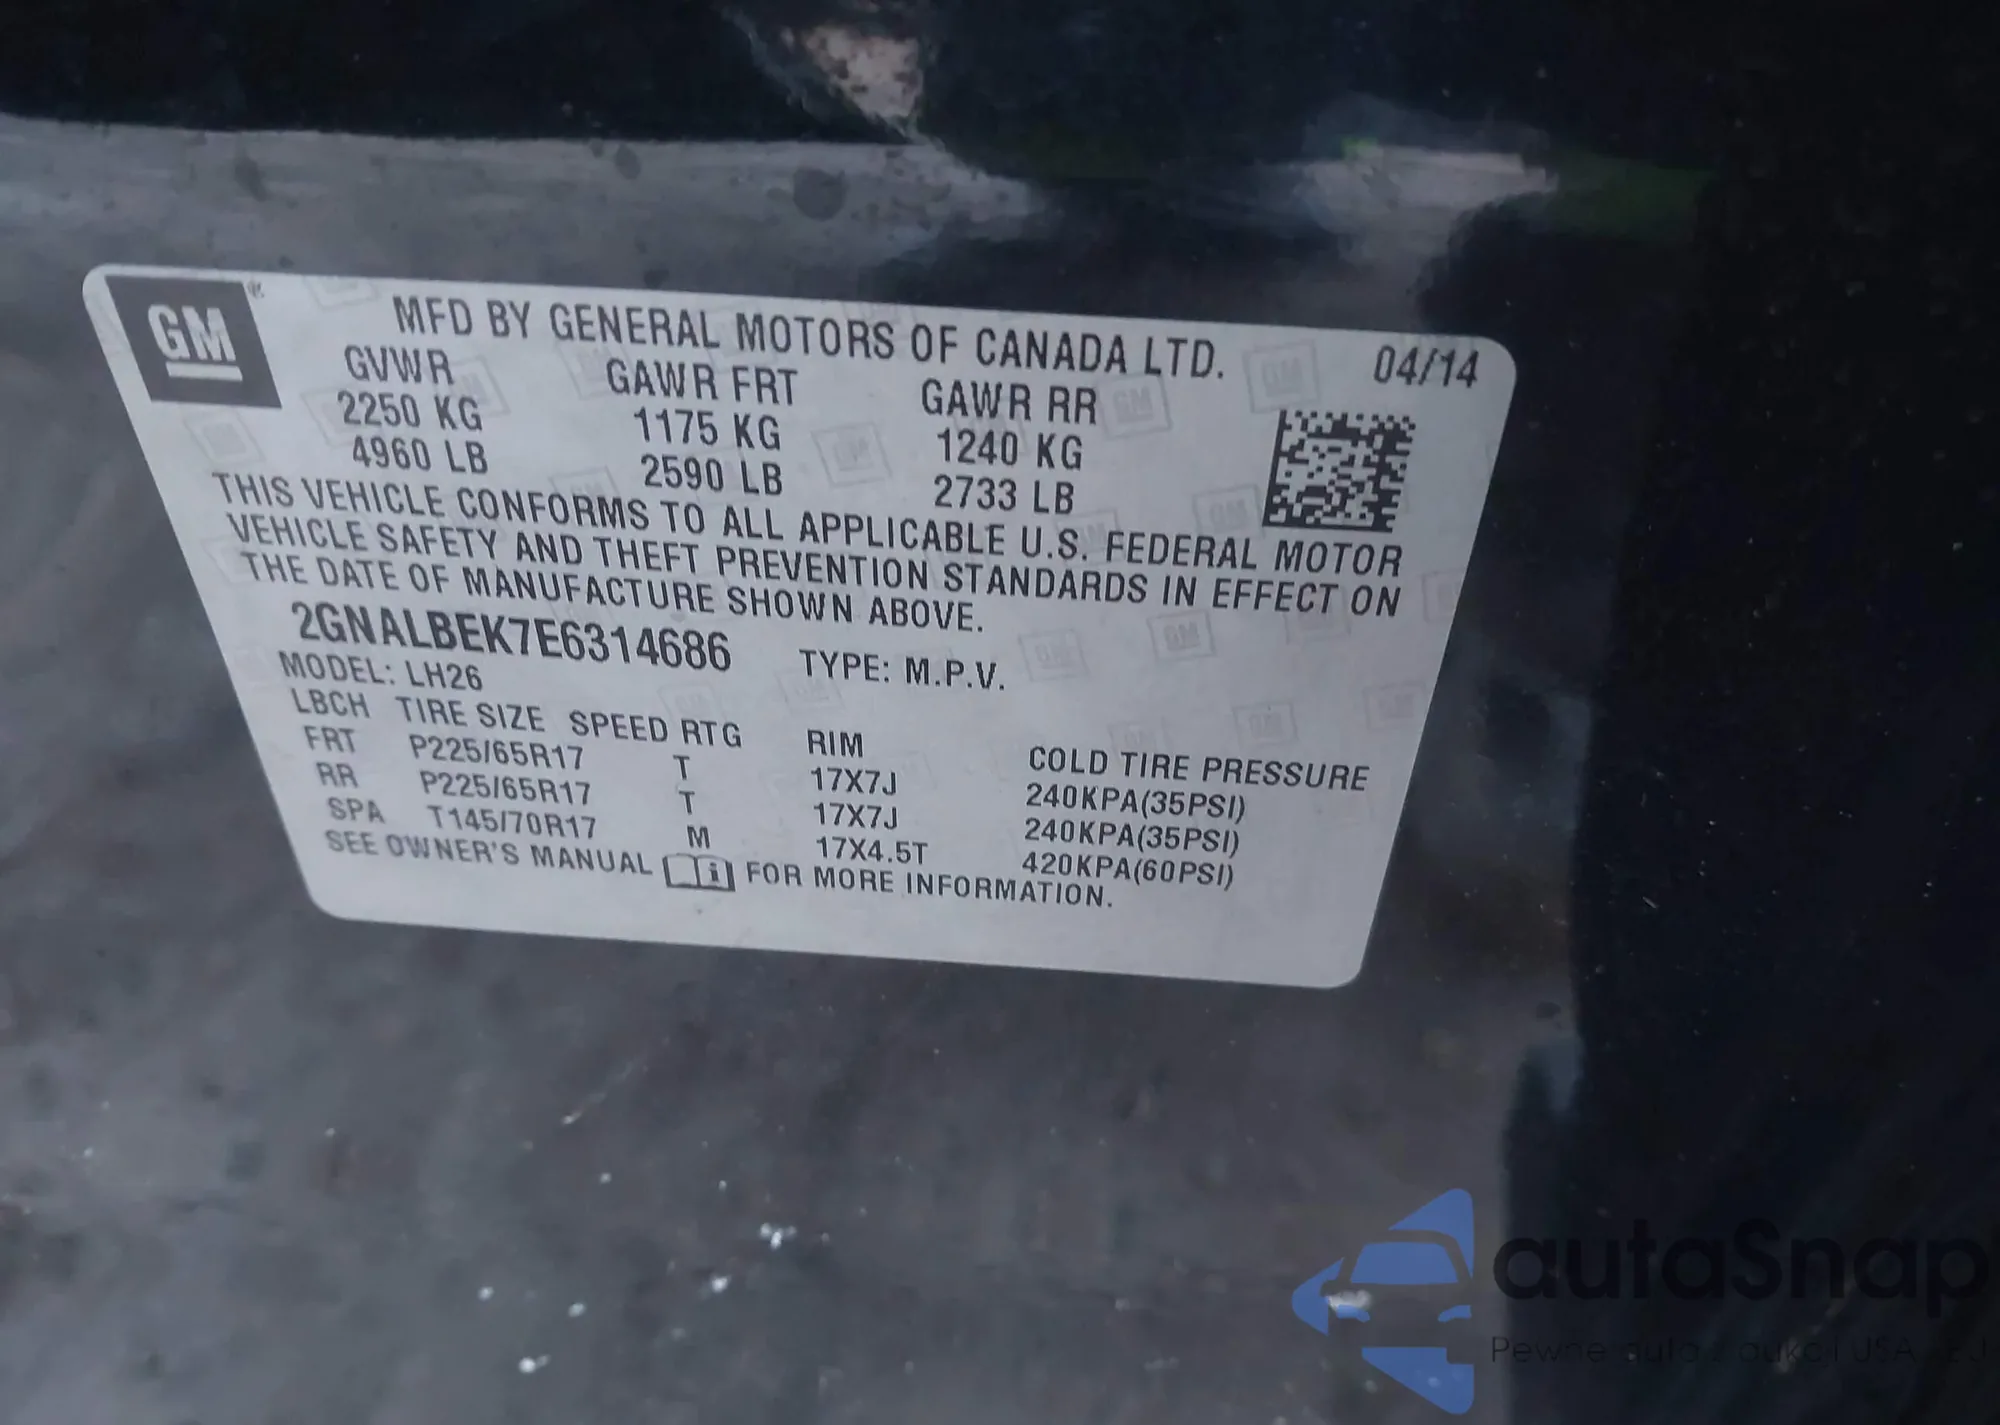 GM
MFD BY GENERAL MOTORS OF CANADA LTD.
04/14
GVWR GAWR FRT GAWR RR
2250 KG 1175 KG 1240 KG
4960 LB 2590 LB 2733 LB
THIS VEHICLE CONFORMS TO ALL APPLICABLE U.S. FEDERAL MOTOR
VEHICLE SAFETY AND THEFT PREVENTION STANDARDS IN EFFECT ON
THE DATE OF MANUFACTURE SHOWN ABOVE.
2GNALBEK7E6314686 TYPE: M.P.V.
MODEL: LH26
LBCH TIRE SIZE SPEED RTG RIM COLD TIRE PRESSURE
FRT P225/65R17 T 17X7J 240KPA(35PSI)
RR P225/65R17 T 17X7J 240KPA(35PSI)
SPA T145/70R17 M 17X4.5T 420KPA(60PSI)
SEE OWNER'S MANUAL FOR MORE INFORMATION.
autaSnap
Pewne auta z aukcji USA